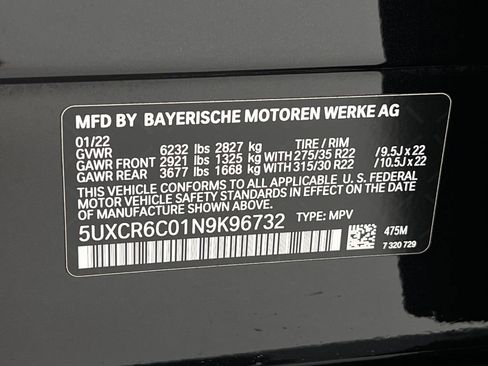 MFD BY BAYERISCHE MOTOREN WERKE AG
01/22
GVWR 6232 lbs 2827 kg TIRE / RIM
GAWR FRONT 2921 lbs 1325 kg WITH 275/35 R22 /9.5J x 22
GAWR REAR 3677 lbs 1668 kg WITH 315/30 R22 /10.5J x 22
THIS VEHICLE CONFORMS TO ALL APPLICABLE U.S. FEDERAL
MOTOR VEHICLE SAFETY STANDARDS IN EFFECT ON THE DATE OF
MANUFACTURE SHOWN ABOVE.
5UXCR6C01N9K96732 TYPE: MPV
475M
7 320 729